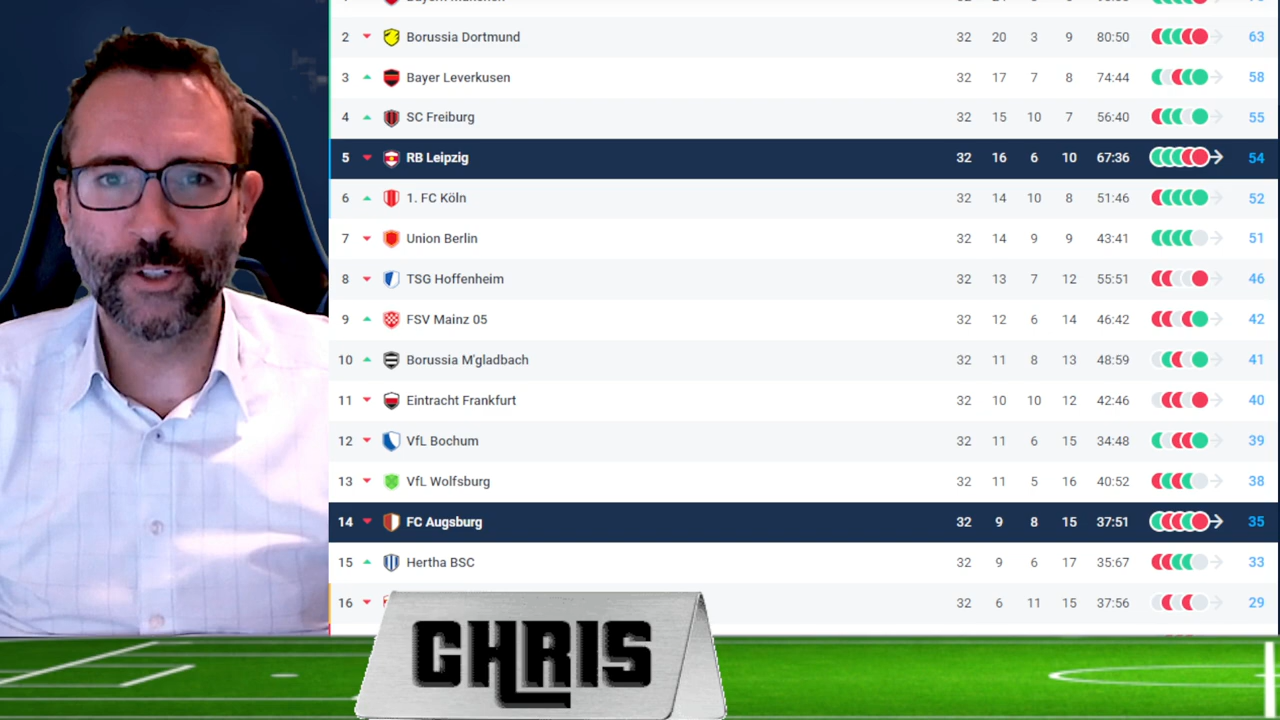 2 Borussia Dortmund 32 20 3 9 80:50 63
3 Bayer Leverkusen 32 17 7 8 74:44 58
4 SC Freiburg 32 15 10 7 56:40 55
5 RB Leipzig 32 16 6 10 67:36 54
6 1. FC Köln 32 14 10 8 51:46 52
7 Union Berlin 32 14 9 9 43:41 51
8 TSG Hoffenheim 32 13 7 12 55:51 46
9 FSV Mainz 05 32 12 6 14 46:42 42
10 Borussia M'gladbach 32 11 8 13 48:59 41
11 Eintracht Frankfurt 32 10 10 12 42:46 40
12 VfL Bochum 32 11 6 15 34:48 39
13 VfL Wolfsburg 32 11 5 16 40:52 38
14 FC Augsburg 32 9 8 15 37:51 35
15 Hertha BSC 32 9 6 17 35:67 33
16 32 6 11 15 37:56 29
CHRIS